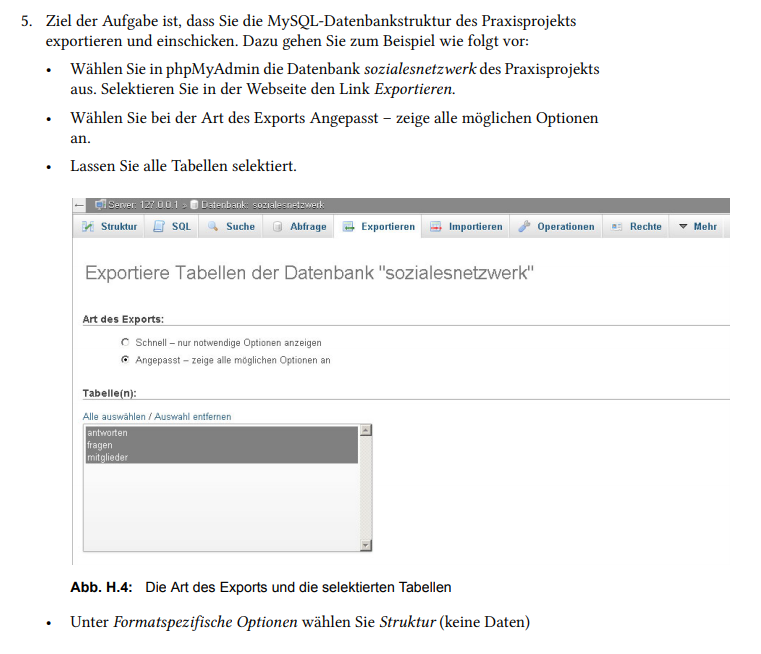 5. Ziel der Aufgabe ist, dass Sie die MySQL-Datenbankstruktur des Praxisprojekts
exportieren und einschicken. Dazu gehen Sie zum Beispiel wie folgt vor:
• Wählen Sie in phpMyAdmin die Datenbank sozialesnetzwerk des Praxisprojekts
aus. Selektieren Sie in der Webseite den Link Exportieren.
• Wählen Sie bei der Art des Exports Angepasst – zeige alle möglichen Optionen
an.
• Lassen Sie alle Tabellen selektiert.
Server: 127.0.0.1 » Datenbank: sozialesnetzwerk
Struktur SQL Suche Abfrage Exportieren Importieren Operationen Rechte Mehr
Exportiere Tabellen der Datenbank "sozialesnetzwerk"
Art des Exports:
Schnell – nur notwendige Optionen anzeigen
Angepasst – zeige alle möglichen Optionen an
Tabelle(n):
Alle auswählen / Auswahl entfernen
antworten
fragen
mitglieder
Abb. H.4: Die Art des Exports und die selektierten Tabellen
• Unter Formatspezifische Optionen wählen Sie Struktur (keine Daten)